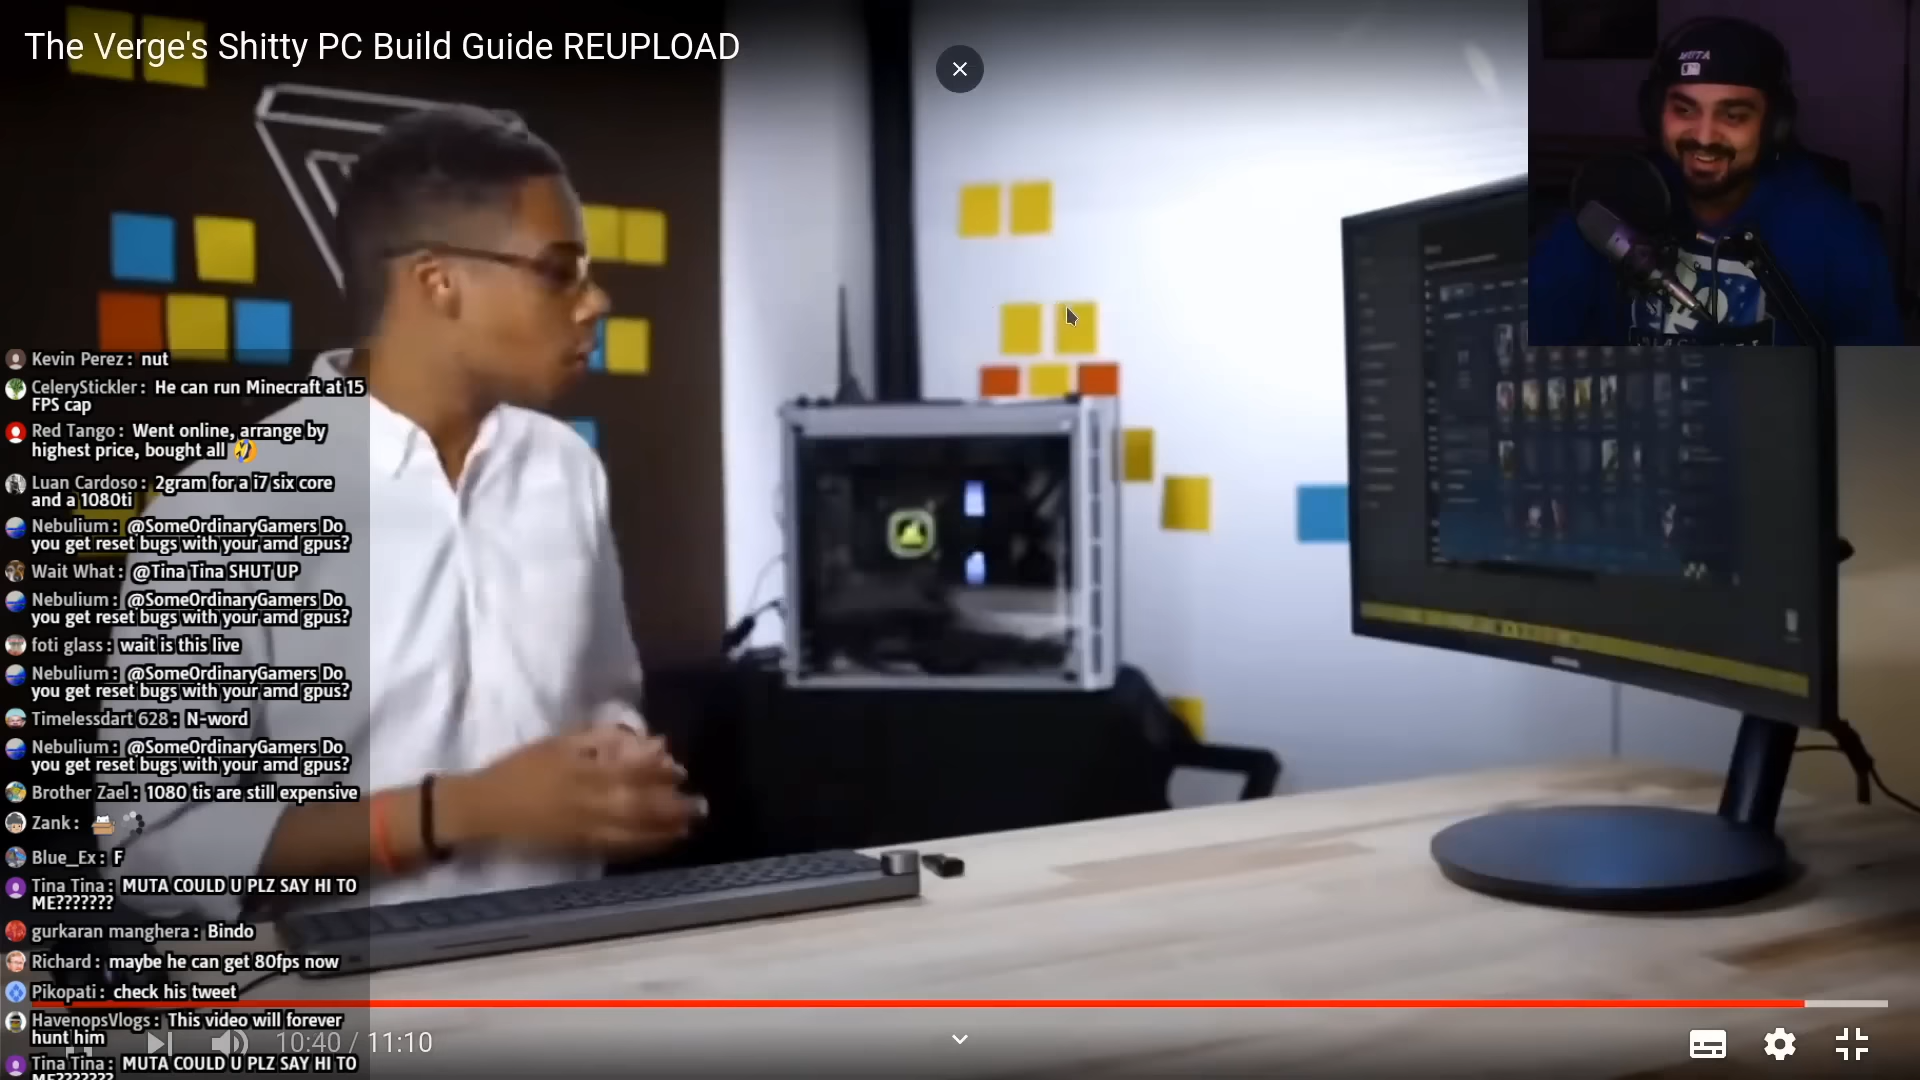 The Verge's Shitty PC Build Guide REUPLOAD
MUTA
Kevin Perez: nut
CeleryStickler: He can run Minecraft at 15
FPS cap
Red Tango: Went online, arrange by
highest price, bought all 🤣
Luan Cardoso: 2gram for a i7 six core
and a 1080ti
Nebulium: @SomeOrdinaryGamers Do
you get reset bugs with your amd gpus?
Wait What: @Tina Tina SHUT UP
Nebulium: @SomeOrdinaryGamers Do
you get reset bugs with your amd gpus?
foti glass: wait is this live
Nebulium: @SomeOrdinaryGamers Do
you get reset bugs with your amd gpus?
Timelessdart 628: N-word
Nebulium: @SomeOrdinaryGamers Do
you get reset bugs with your amd gpus?
Brother Zael: 1080 tis are still expensive
Zank:
Blue_Ex: F
Tina Tina: MUTA COULD U PLZ SAY HI TO
ME???????
gurkaran manghera: Bindo
Richard: maybe he can get 80fps now
Pikopati: check his tweet
HavenopsVlogs: This video will forever
hunt him
Tina Tina: MUTA COULD U PLZ SAY HI TO
ME???????
10:40 / 11:10